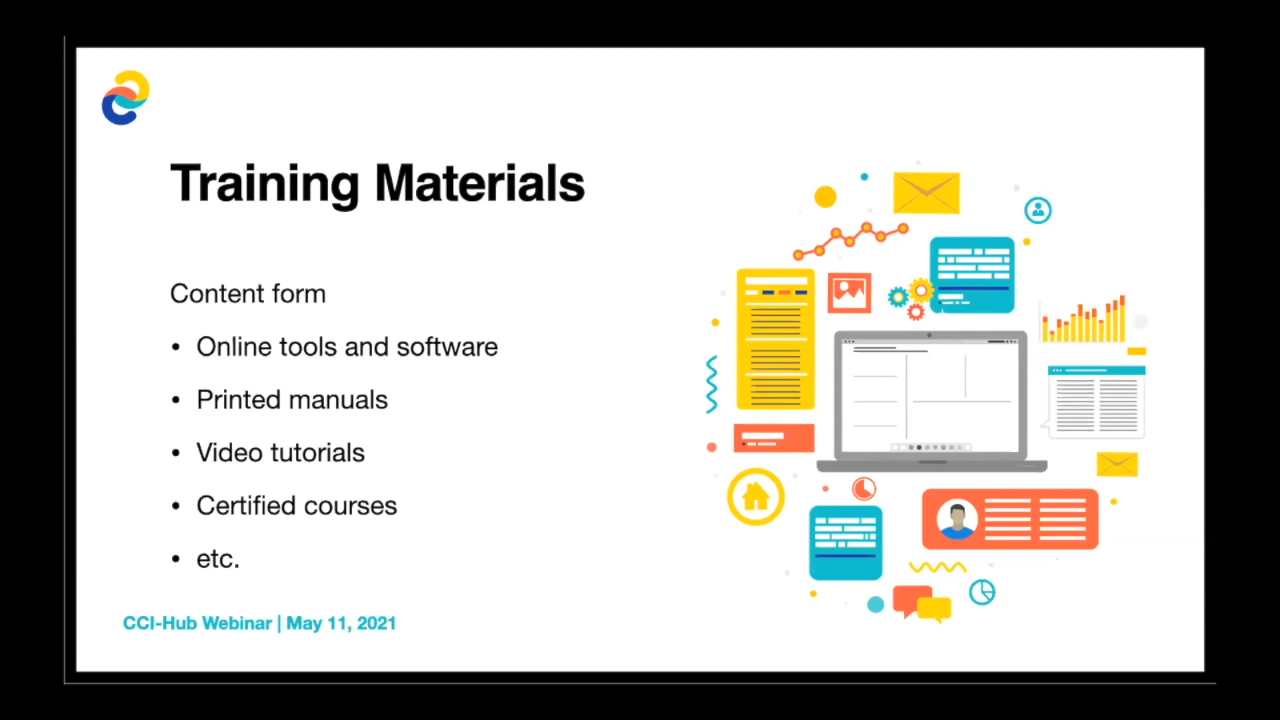 Training Materials
Content form
• Online tools and software
• Printed manuals
• Video tutorials
• Certified courses
• etc.
CCI-Hub Webinar | May 11, 2021